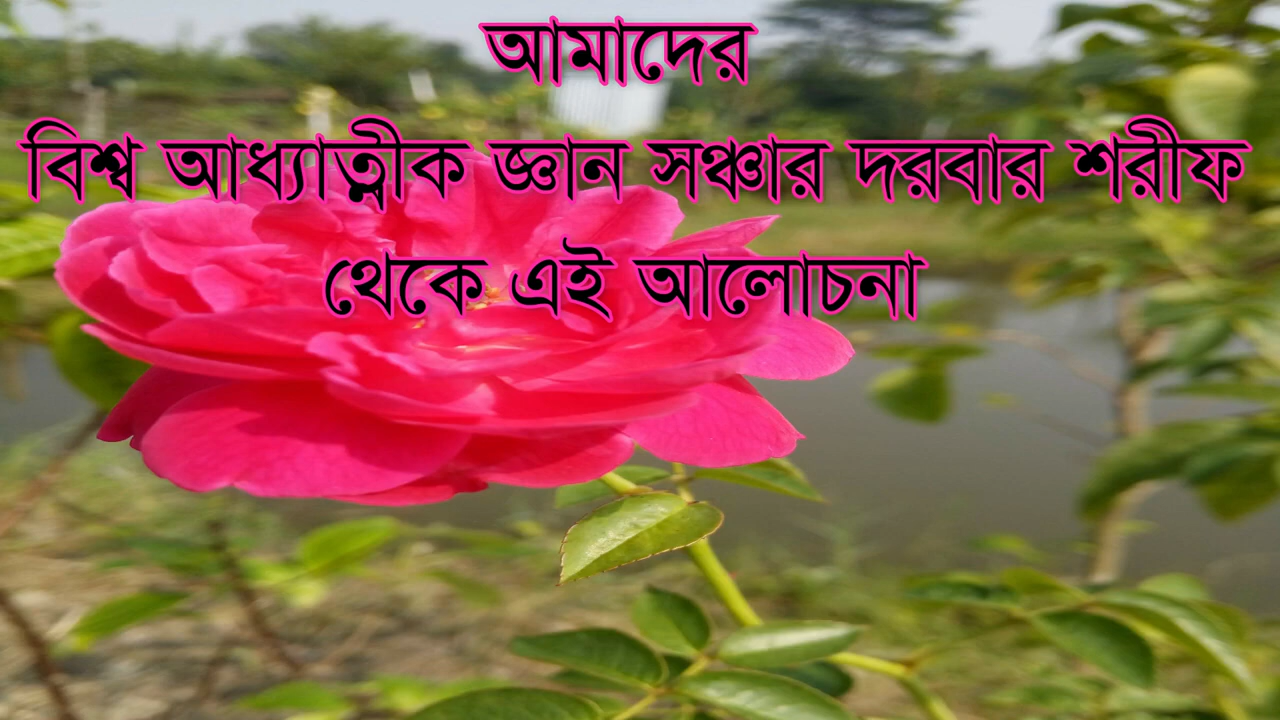 আমাদের
বিশ্ব আধ্যাত্নীক জ্ঞান সঞ্চার দরবার শরীফ
থেকে এই আলোচনা